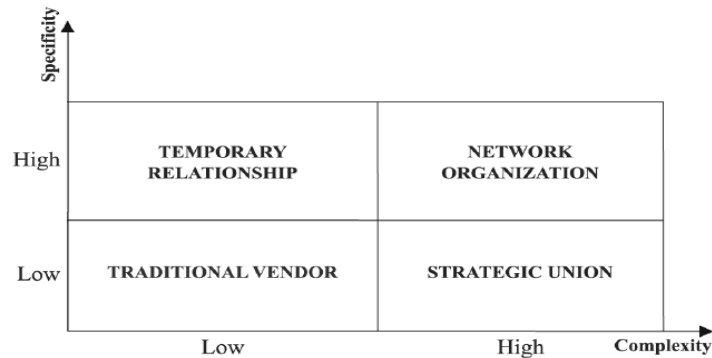 Specificity
High
TEMPORARY
RELATIONSHIP
NETWORK
ORGANIZATION
Low
TRADITIONAL VENDOR
STRATEGIC UNION
Low
High
Complexity